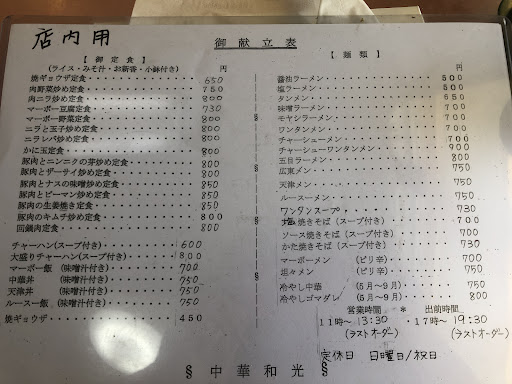 店内用
御献立表
【御定食】
(ライス・みそ汁・お新香・小鉢付き) 円
焼ギョウザ定食 650
肉野菜炒め定食 750
肉ニラ炒め定食 800
マーボー豆腐定食 730
マーボー野菜定食 800
ニラと玉子炒め定食 800
ニラレバ炒め定食 800
かに玉定食 800
豚肉とニンニクの芽炒め定食 800
豚肉とザーサイ炒め定食 800
豚肉とナスの味噌炒め定食 850
豚肉とピーマン炒め定食 850
豚肉の生姜焼き定食 850
豚肉のキムチ炒め定食 800
回鍋肉定食 800
チャーハン(スープ付き) 600
大盛りチャーハン(スープ付き) 800
マーボー飯 (味噌汁付き) 700
中華丼 (味噌汁付き) 750
天津丼 (味噌汁付き) 750
ルースー飯 (味噌汁付き) 750
焼ギョウザ 450
【麺類】
円
醤油ラーメン 500
塩ラーメン 500
タンメン 650
味噌ラーメン 700
モヤシラーメン 700
ワンタンメン 700
チャーシューメン 700
チャーシューワンタンメン 900
五目ラーメン 800
広東メン 750
天津メン 750
ルースーメン 750
ワンタンスープ 730
塩焼きそば(スープ付き) 700
ソース焼きそば(スープ付き) 700
かた焼きそば(スープ付き) 730
マーボーメン (ピリ辛) 700
坦々メン (ピリ辛) 750
冷やし中華 (5月~9月) 750
冷やしゴマダレ (5月~9月) 800
営業時間 * 出前時間
11時~13:30 ・17時~19:30
(ラストオーダー) (ラストオーダー)
定休日 日曜日/祝日
§ 中華和光 §